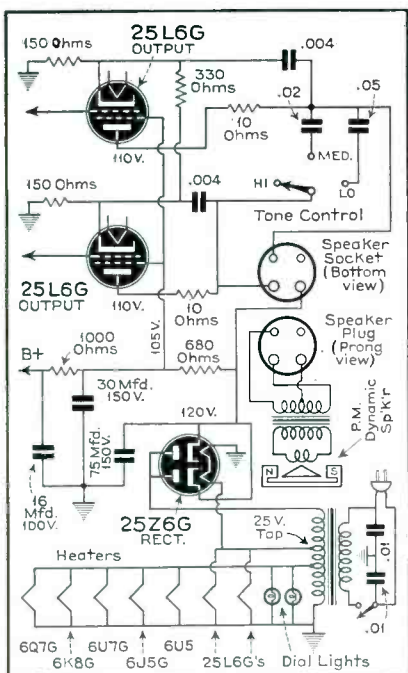 150 Ohms
25L6G
OUTPUT
.004
330
Ohms
.02
.05
10
Ohms
110V.
MED.
HI
LO
150 Ohms
.004
Tone Control
Speaker
Socket
(Bottom
view)
25L6G
OUTPUT
110V.
10
Ohms
105V.
Speaker
Plug
(Prong
view)
B+
1000
Ohms
680
Ohms
30 Mfd.
150V.
120V.
P.M.
Dynamic
Sp'k'r
N
S
75 Mfd.
150V.
16
Mfd.
100V.
25Z6G
RECT.
25V.
Tap
.01
Heaters
.01
6Q7G
6U7G
6U5
25L6G's
Dial Lights
6K8G
6J5G